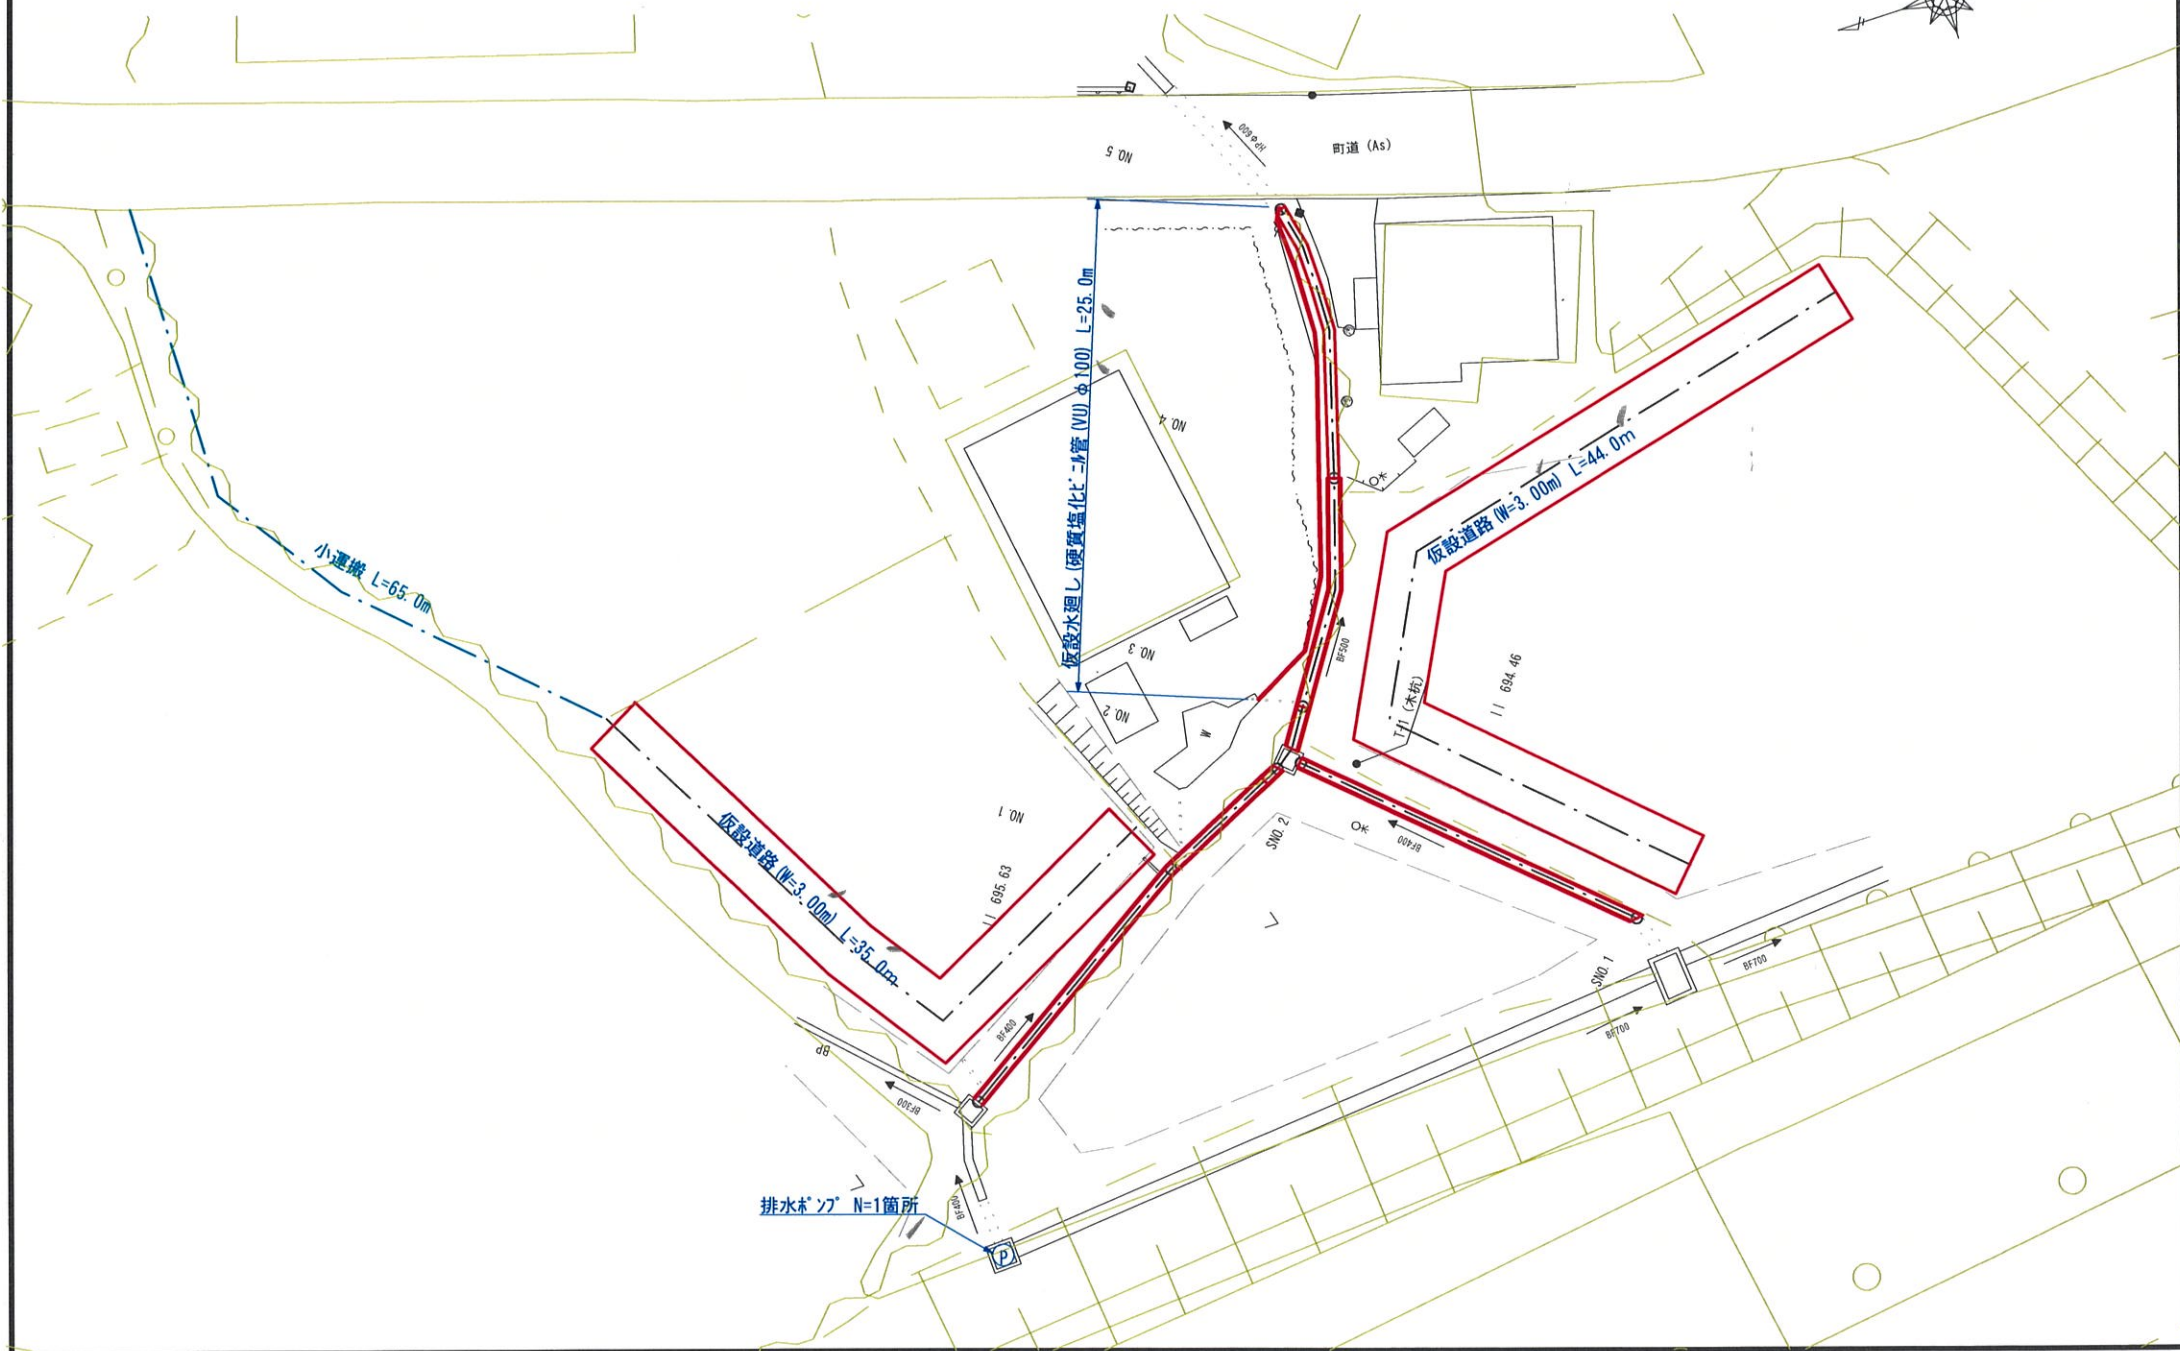 HPφ600
町道 (As)
NO. 5
仮設水廻し (硬質塩化ﾋﾞﾆﾙ管 (VU) φ100) L=25.0m
NO. 4
仮設道路 (W=3.00m) L=44.0m
小運搬 L=65.0m
NO. 3
BF500
694.46
T-1 (木杭)
NO. 2
W
NO. 1
SNO. 2
BF400
仮設道路 (W=3.00m) L=35.0m
695.63
SNO. 1
BF700
BF700
BF400
BP
BF300
排水ﾎﾟﾝﾌﾟ N=1箇所
BF400
P